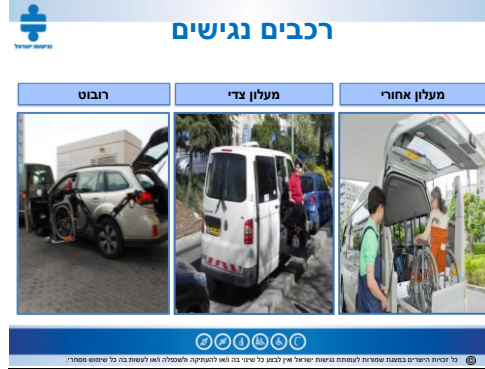 רכבים נגישים
נגישות ישראל
מעלון אחורי
מעלון צדי
רובוט
כל זכויות היוצרים במצגת שמורות לעמותת נגישות ישראל ואין לבצע כל שינוי בה ו/או להעתיקה ולשכפלה ו/או לעשות בה כל שימוש מסחרי.